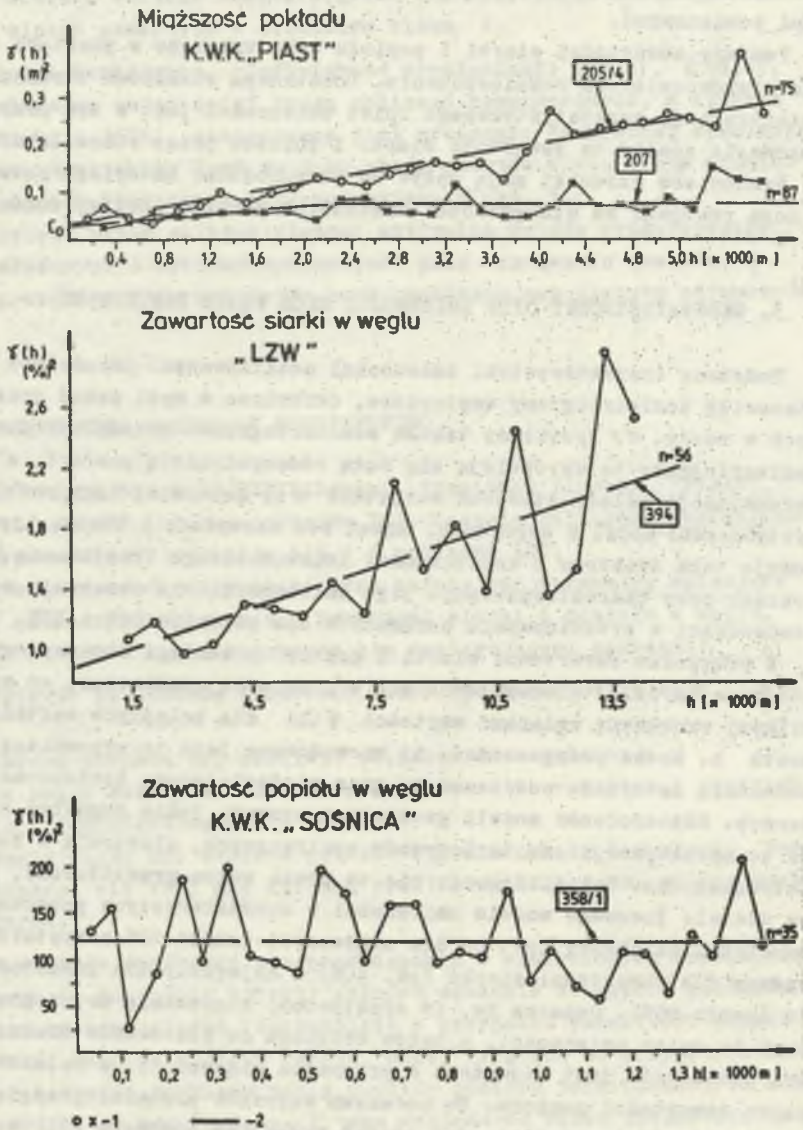 Miąższość pokładu
K.W.K. „PIAST"
γ(h)
(m)²
0,3
0,2
0,1
C₀
205/4
207
n=75
n=87
0,4 1,0 1,6 2,2 2,6 3,2 3,6 4,0 4,4 4,8 5,0 h [ × 1000 m ]
Zawartość siarki w węglu
„ LZW "
γ(h)
(%)²
2,6
2,2
1,8
1,4
1,0
n=56
394
1,5 4,5 7,5 10,5 13,5 h [ × 1000 m ]
Zawartość popiołu w węglu
K.W.K. „ SOŚNICA "
γ(h)
(%)²
200
150
100
50
358/1
n=35
0,1 0,2 0,3 0,4 0,5 0,6 0,7 0,8 0,9 1,0 1,1 1,2 1,3 h[ × 1000 m ]
o x -1 —— -2